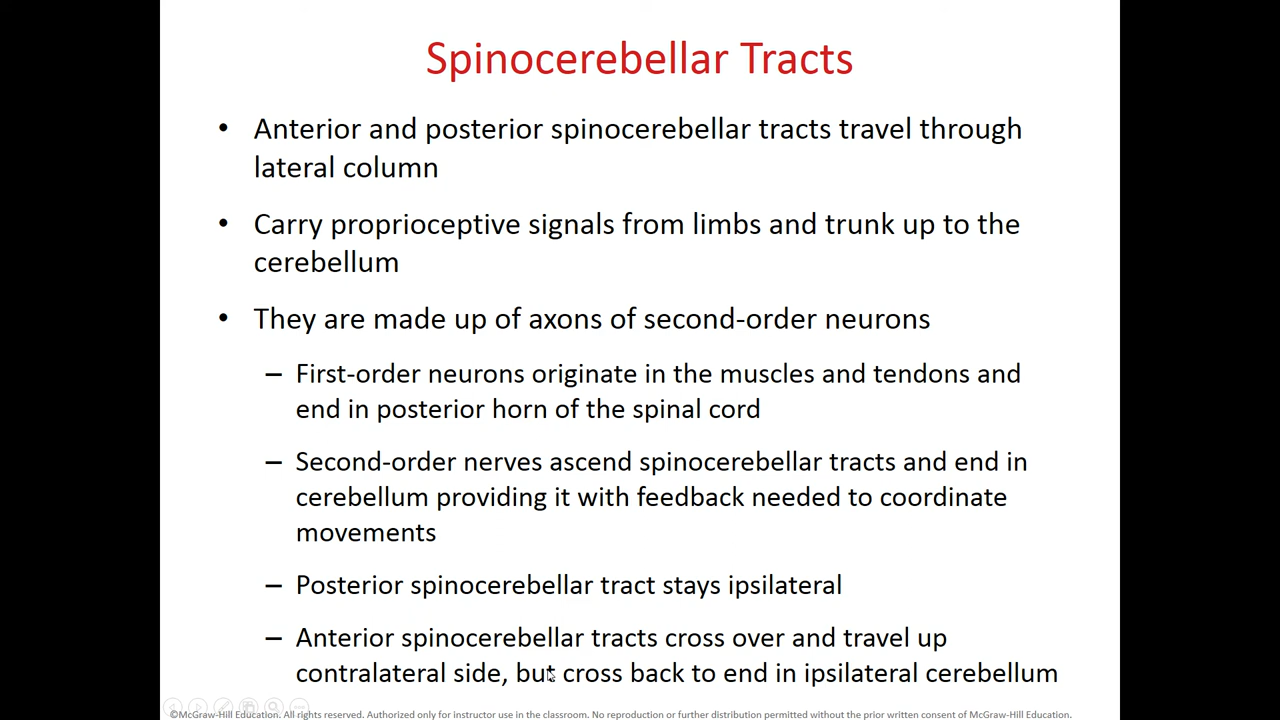 Spinocerebellar Tracts
• Anterior and posterior spinocerebellar tracts travel through
lateral column
• Carry proprioceptive signals from limbs and trunk up to the
cerebellum
• They are made up of axons of second-order neurons
– First-order neurons originate in the muscles and tendons and
end in posterior horn of the spinal cord
– Second-order nerves ascend spinocerebellar tracts and end in
cerebellum providing it with feedback needed to coordinate
movements
– Posterior spinocerebellar tract stays ipsilateral
– Anterior spinocerebellar tracts cross over and travel up
contralateral side, but cross back to end in ipsilateral cerebellum
©McGraw-Hill Education. All rights reserved. Authorized only for instructor use in the classroom. No reproduction or further distribution permitted without the prior written consent of McGraw-Hill Education.